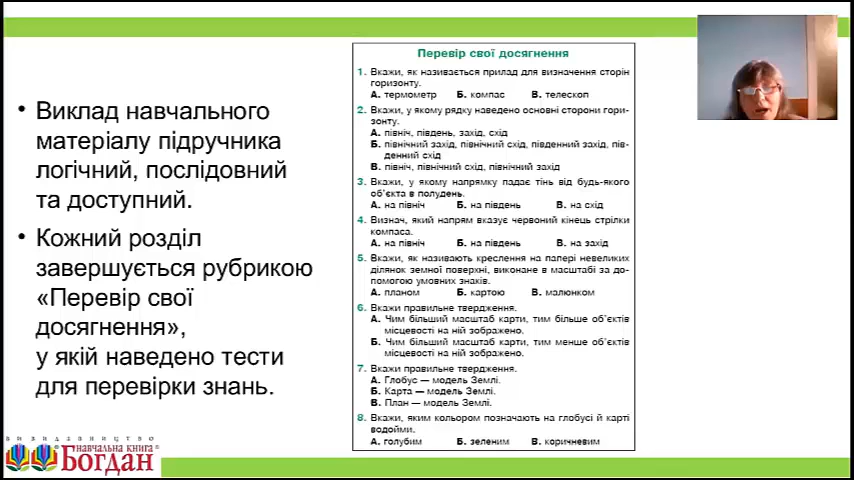 • Виклад навчального
матеріалу підручника
логічний, послідовний
та доступний.
• Кожний розділ
завершується рубрикою
«Перевір свої
досягнення»,
у якій наведено тести
для перевірки знань.
Перевір свої досягнення
1. Вкажи, як називається прилад для визначення сторін
горизонту.
А. термометр Б. компас В. телескоп
2. Вкажи, у якому рядку наведено основні сторони гори-
зонту.
А. північ, південь, захід, схід
Б. північний захід, північний схід, південний захід, пів-
денний схід
В. північ, північний схід, північний захід
3. Вкажи, у якому напрямку падає тінь від будь-якого
об'єкта в полудень.
А. на північ Б. на південь В. на схід
4. Визнач, який напрям вказує червоний кінець стрілки
компаса.
А. на північ Б. на південь В. на захід
5. Вкажи, як називають креслення на папері невеликих
ділянок земної поверхні, виконане в масштабі за до-
помогою умовних знаків.
А. планом Б. картою В. малюнком
6. Вкажи правильне твердження.
А. Чим більший масштаб карти, тим більше об'єктів
місцевості на ній зображено.
Б. Чим більший масштаб карти, тим менше об'єктів
місцевості на ній зображено.
7. Вкажи правильне твердження.
А. Глобус — модель Землі.
Б. Карта — модель Землі.
В. План — модель Землі.
8. Вкажи, яким кольором позначають на глобусі й карті
водойми.
А. голубим Б. зеленим В. коричневим
видавництво
навчальна книга
Богдан